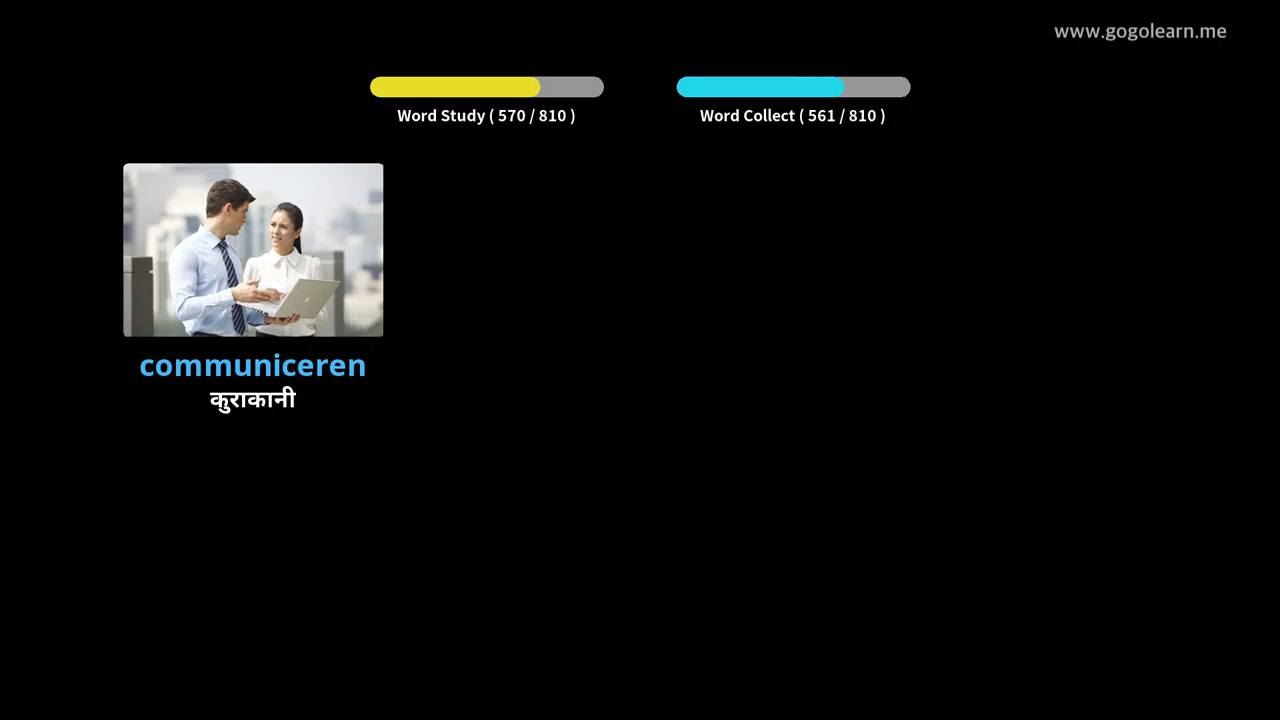 www.gogolearn.me
Word Study ( 570 / 810 )
Word Collect ( 561 / 810 )
communiceren
कुराकानी